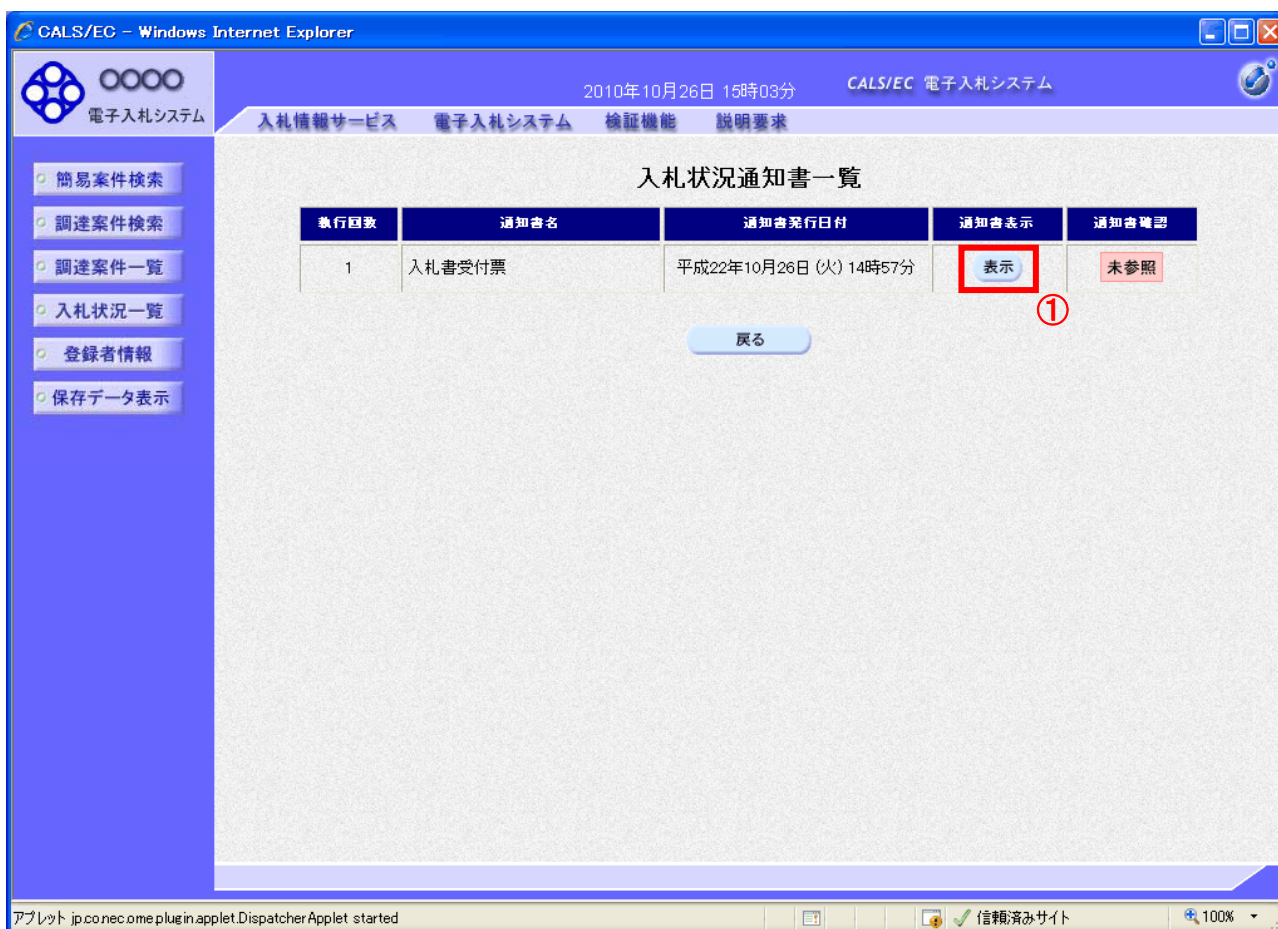 CALS/EC - Windows Internet Explorer
OOOO
電子入札システム
2010年10月26日 15時03分
CALS/EC 電子入札システム
入札情報サービス 電子入札システム 検証機能 説明要求
簡易案件検索
調達案件検索
調達案件一覧
入札状況一覧
登録者情報
保存データ表示
入札状況通知書一覧
執行回数 通知書名 通知書発行日付 通知書表示 通知書確認
1 入札書受付票 平成22年10月26日 (火) 14時57分 表示 未参照
①
戻る
アプレット jp.co.nec.ome.plugin.applet.DispatcherApplet started
信頼済みサイト
100%